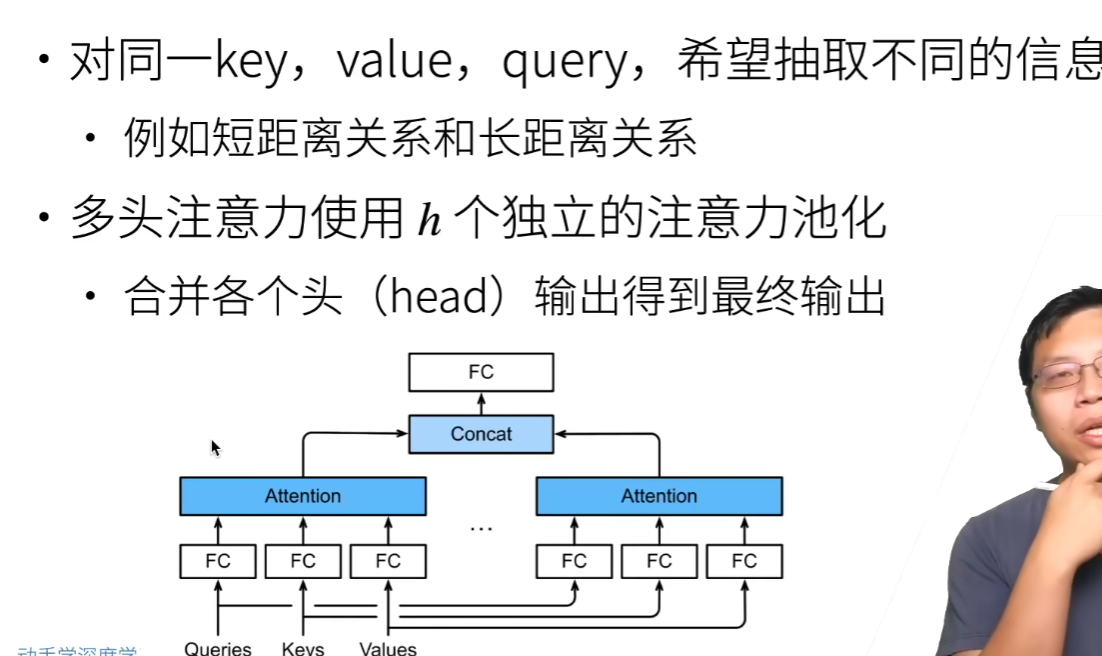 • 对同一key，value，query，希望抽取不同的信息
• 例如短距离关系和长距离关系
• 多头注意力使用 h 个独立的注意力池化
• 合并各个头（head）输出得到最终输出
FC
Concat
Attention ... Attention
FC FC FC FC FC FC
Queries Keys Values
动手学深度学